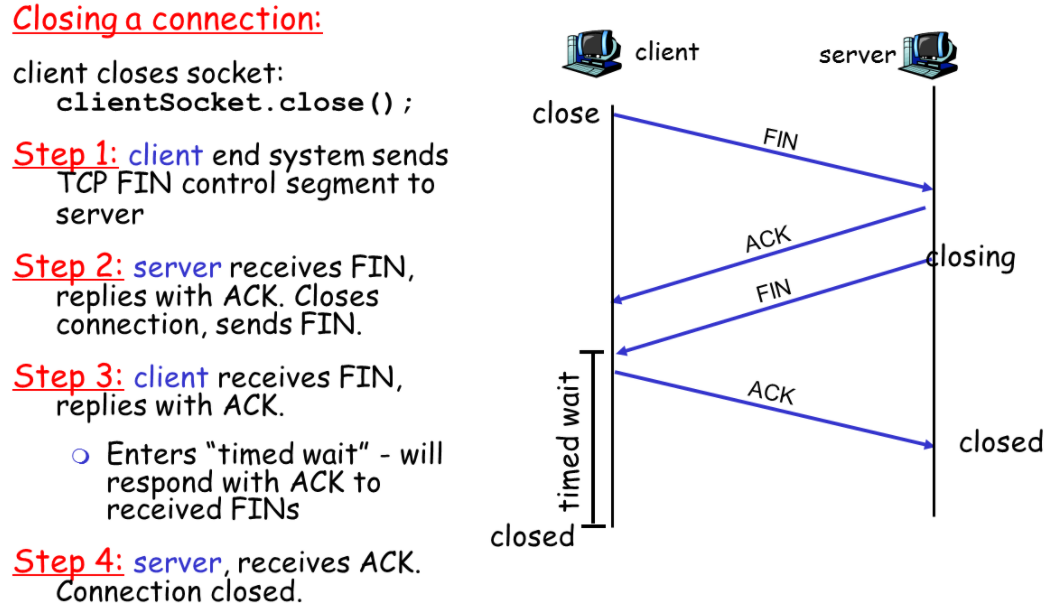 Closing a connection:
client closes socket:
clientSocket.close();
Step 1: client end system sends
TCP FIN control segment to
server
Step 2: server receives FIN,
replies with ACK. Closes
connection, sends FIN.
Step 3: client receives FIN,
replies with ACK.
Enters “timed wait” - will
respond with ACK to
received FINs
Step 4: server, receives ACK.
Connection closed.
client
server
close
FIN
ACK
closing
FIN
timed wait
ACK
closed
closed